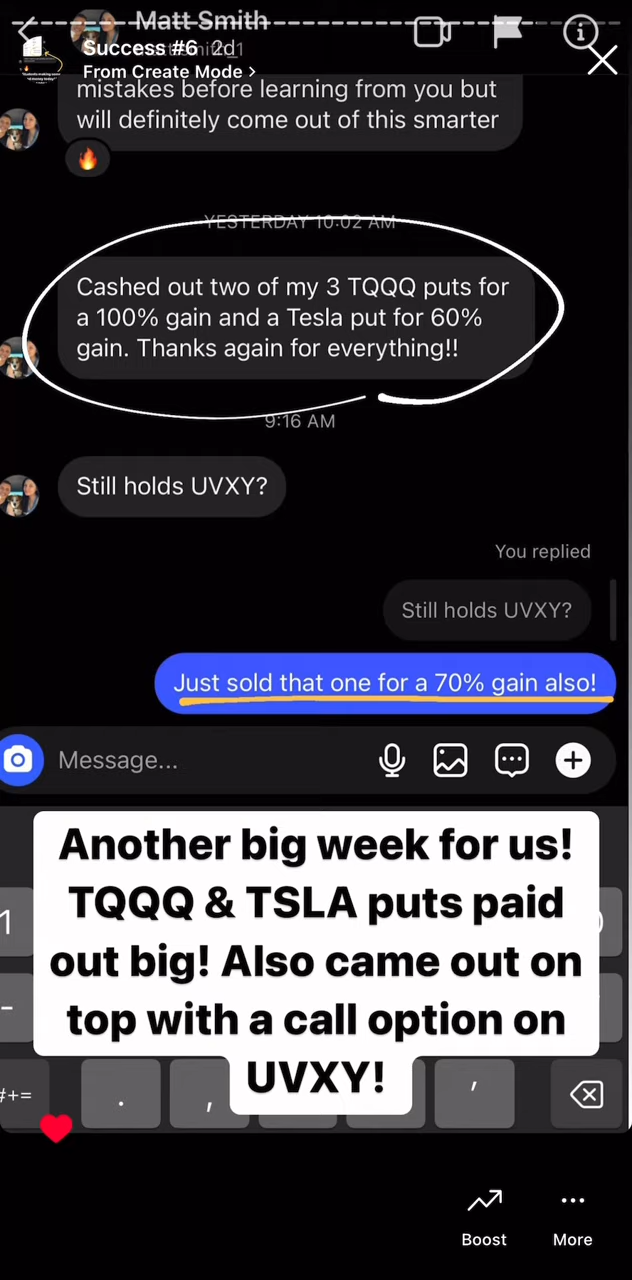 Matt Smith
Success #6 2d
From Create Mode >
mistakes before learning from you but
will definitely come out of this smarter
YESTERDAY 10:02 AM
Cashed out two of my 3 TQQQ puts for
a 100% gain and a Tesla put for 60%
gain. Thanks again for everything!!
9:16 AM
Still holds UVXY?
You replied
Still holds UVXY?
Just sold that one for a 70% gain also!
Message...
Another big week for us!
TQQQ & TSLA puts paid
out big! Also came out on
top with a call option on
UVXY!
1
-
#+=
.
,
’
Boost
More